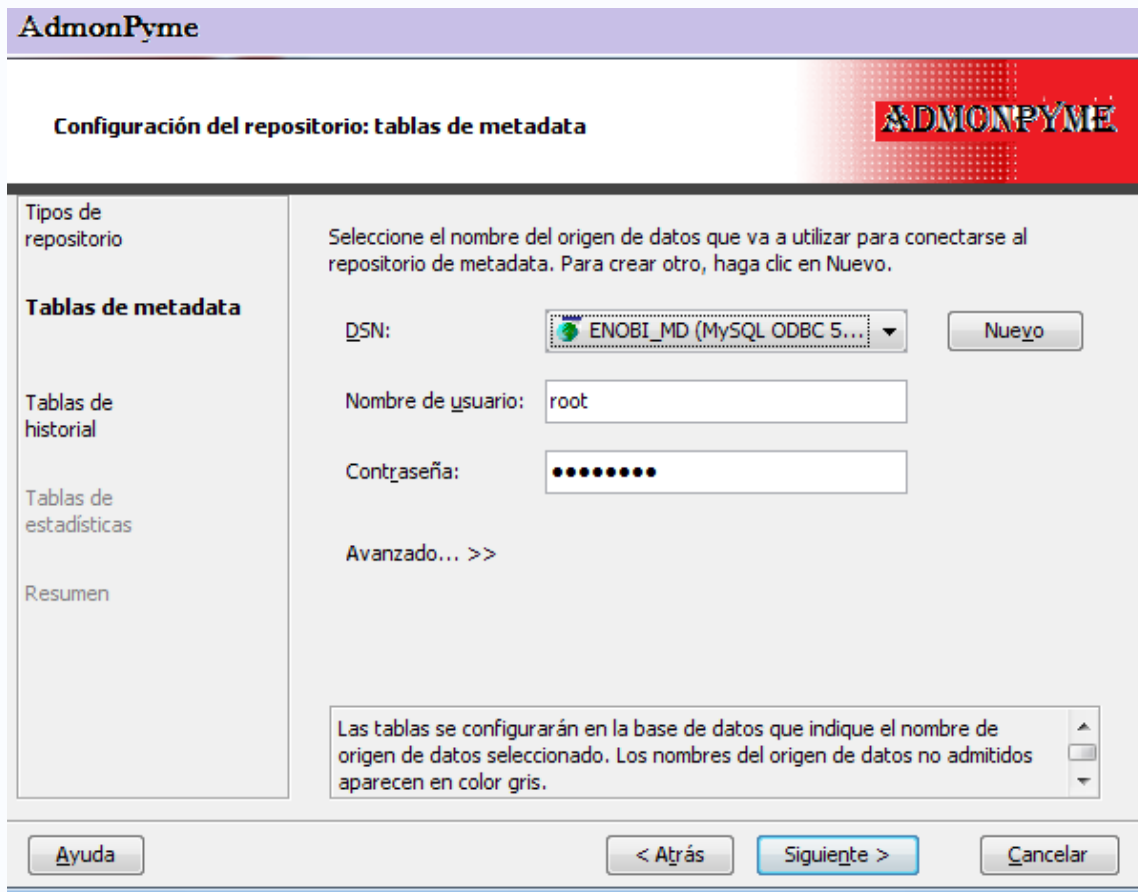 AdmonPyme
Configuración del repositorio: tablas de metadata
ADMONPYME
Tipos de
repositorio
Tablas de metadata
Tablas de
historial
Tablas de
estadísticas
Resumen
Seleccione el nombre del origen de datos que va a utilizar para conectarse al
repositorio de metadata. Para crear otro, haga clic en Nuevo.
DSN:
ENOBI_MD (MySQL ODBC 5...
Nuevo
Nombre de usuario:
root
Contraseña:
●●●●●●●●
Avanzado... >>
Las tablas se configurarán en la base de datos que indique el nombre de
origen de datos seleccionado. Los nombres del origen de datos no admitidos
aparecen en color gris.
Ayuda
< Atrás
Siguiente >
Cancelar